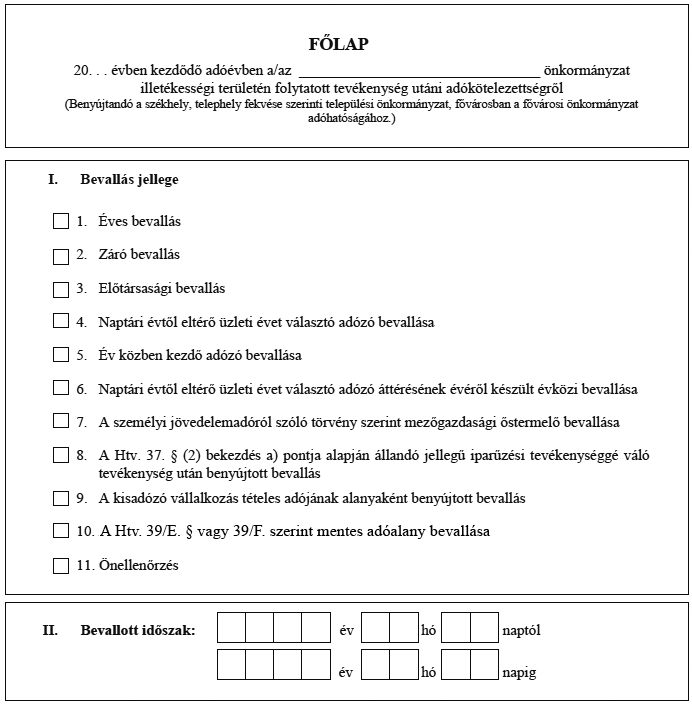 FŐLAP
20. . . évben kezdődő adóévben a/az ________________________________ önkormányzat
illetékességi területén folytatott tevékenység utáni adókötelezettségről
(Benyújtandó a székhely, telephely fekvése szerinti települési önkormányzat, fővárosban a fővárosi önkormányzat
adóhatóságához.)
I. Bevallás jellege
1. Éves bevallás
2. Záró bevallás
3. Előtársasági bevallás
4. Naptári évtől eltérő üzleti évet választó adózó bevallása
5. Év közben kezdő adózó bevallása
6. Naptári évtől eltérő üzleti évet választó adózó áttérésének évéről készült évközi bevallása
7. A személyi jövedelemadóról szóló törvény szerint mezőgazdasági őstermelő bevallása
8. A Htv. 37. § (2) bekezdés a) pontja alapján állandó jellegű iparűzési tevékenységgé váló
tevékenység után benyújtott bevallás
9. A kisadózó vállalkozás tételes adójának alanyaként benyújtott bevallás
10. A Htv. 39/E. § vagy 39/F. szerint mentes adóalany bevallása
11. Önellenőrzés
II. Bevallott időszak: év hó naptól
év hó napig